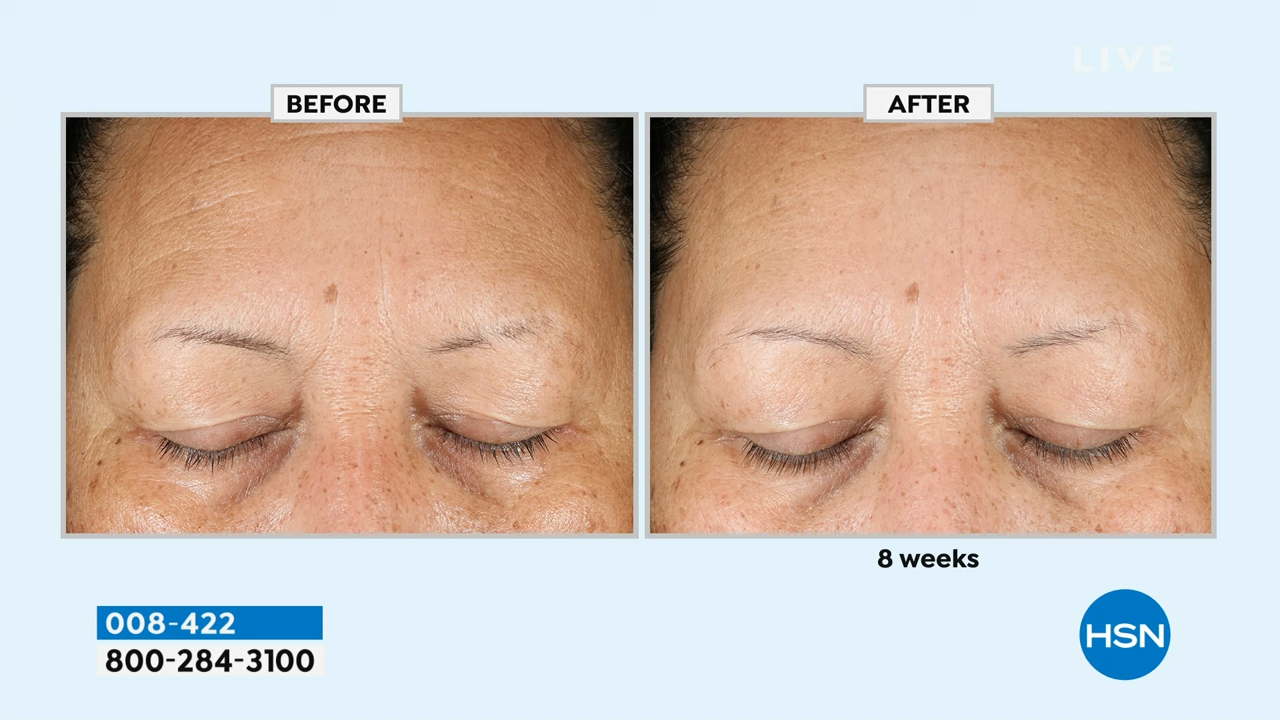 LIVE
BEFORE
AFTER
8 weeks
008-422
800-284-3100
HSN